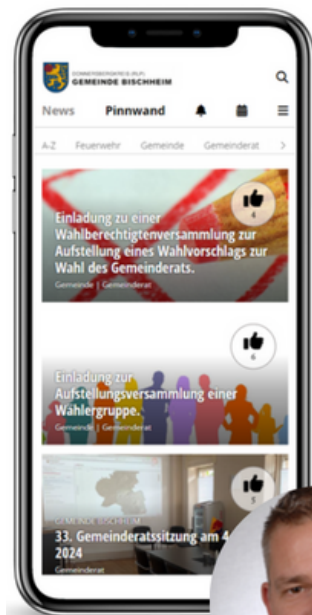 DONNERSBERGKREIS (RLP)
GEMEINDE BISCHHEIM
News Pinnwand
A-Z Feuerwehr Gemeinde Gemeinderat
4
Einladung zu einer
Wahlberechtigtenversammlung zur
Aufstellung eines Wahlvorschlags zur
Wahl des Gemeinderats.
Gemeinde | Gemeinderat
6
Einladung zur
Aufstellungsversammlung einer
Wählergruppe.
Gemeinde | Gemeinderat
5
GEMEINDE BISCHHEIM
33. Gemeinderatssitzung am 4
2024
Gemeinderat